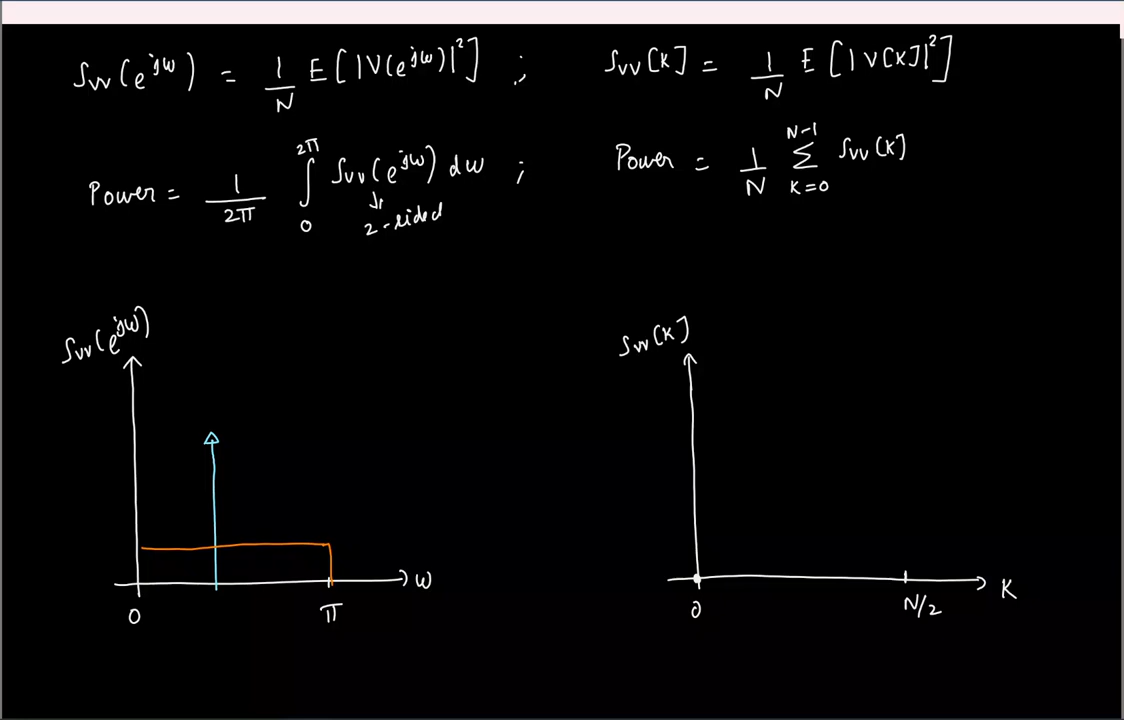 Svv(e^jω) = 1/N E[|V(e^jω)|²] ; Svv[K] = 1/N E[|V[K]|²]
Power = 1/2π ∫₀^2π Svv(e^jω) dω ; Power = 1/N Σ_{K=0}^{N-1} Svv[K]
2-sided
Svv(e^jω) Svv[K]
ω K
0 π 0 N/2